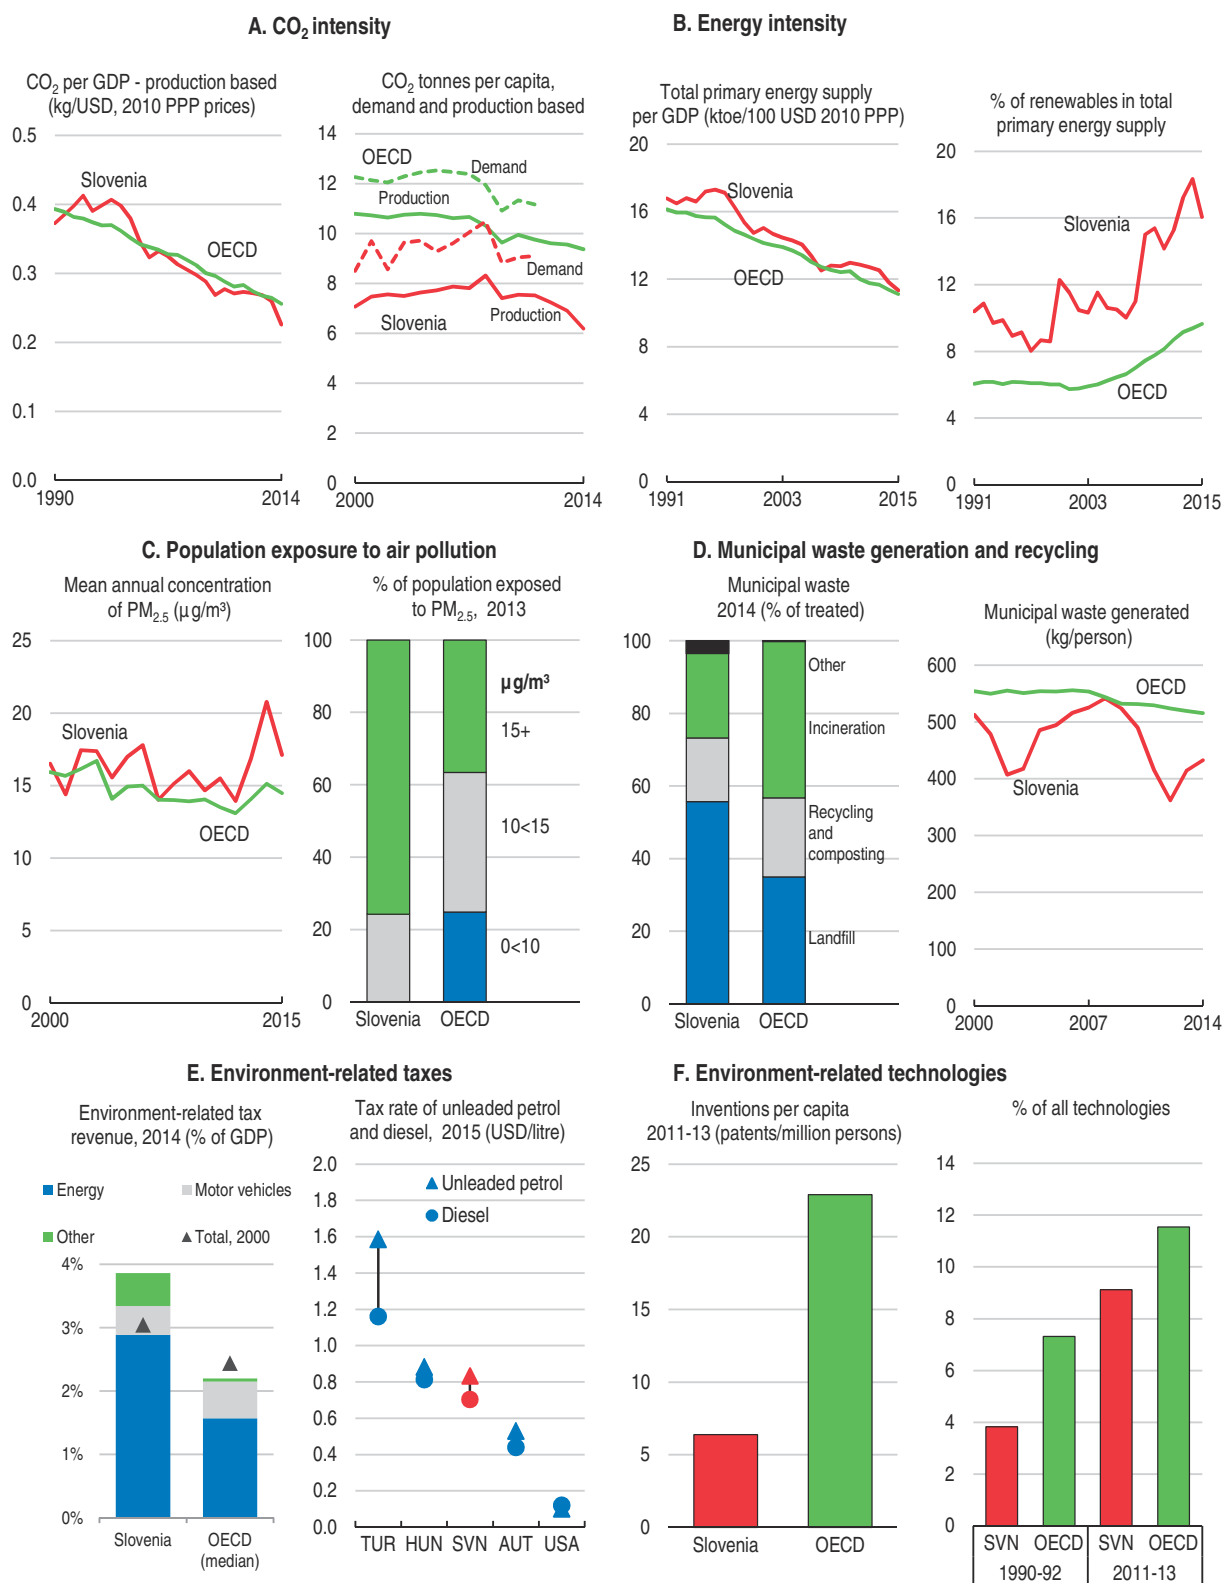 A. CO₂ intensity
B. Energy intensity
CO₂ per GDP - production based
(kg/USD, 2010 PPP prices)
0.5
0.4
0.3
0.2
0.1
0.0
Slovenia
OECD
1990
2014
CO₂ tonnes per capita,
demand and production based
14
12
10
8
6
4
2
0
OECD
Demand
Production
Demand
Slovenia
Production
2000
2014
Total primary energy supply
per GDP (ktoe/100 USD 2010 PPP)
20
16
12
8
4
0
Slovenia
OECD
1991
2003
2015
% of renewables in total
primary energy supply
20
16
12
8
4
0
Slovenia
OECD
1991
2003
2015
C. Population exposure to air pollution
D. Municipal waste generation and recycling
Mean annual concentration
of PM₂.₅ (µg/m³)
25
20
15
10
5
0
Slovenia
OECD
2000
2015
% of population exposed
to PM₂.₅, 2013
100
80
60
40
20
0
µg/m³
15+
10<15
0<10
Slovenia
OECD
Municipal waste
2014 (% of treated)
100
80
60
40
20
0
Other
Incineration
Recycling
and
composting
Landfill
Slovenia
OECD
Municipal waste generated
(kg/person)
600
500
400
300
200
100
0
OECD
Slovenia
2000
2007
2014
E. Environment-related taxes
F. Environment-related technologies
Environment-related tax
revenue, 2014 (% of GDP)
Energy
Motor vehicles
Other
Total, 2000
4%
3%
2%
1%
0%
Slovenia
OECD
(median)
Tax rate of unleaded petrol
and diesel, 2015 (USD/litre)
2.0
1.8
1.6
1.4
1.2
1.0
0.8
0.6
0.4
0.2
0.0
Unleaded petrol
Diesel
TUR HUN SVN AUT USA
Inventions per capita
2011-13 (patents/million persons)
25
20
15
10
5
0
Slovenia
OECD
% of all technologies
14
12
10
8
6
4
2
0
SVN OECD SVN OECD
1990-92 2011-13